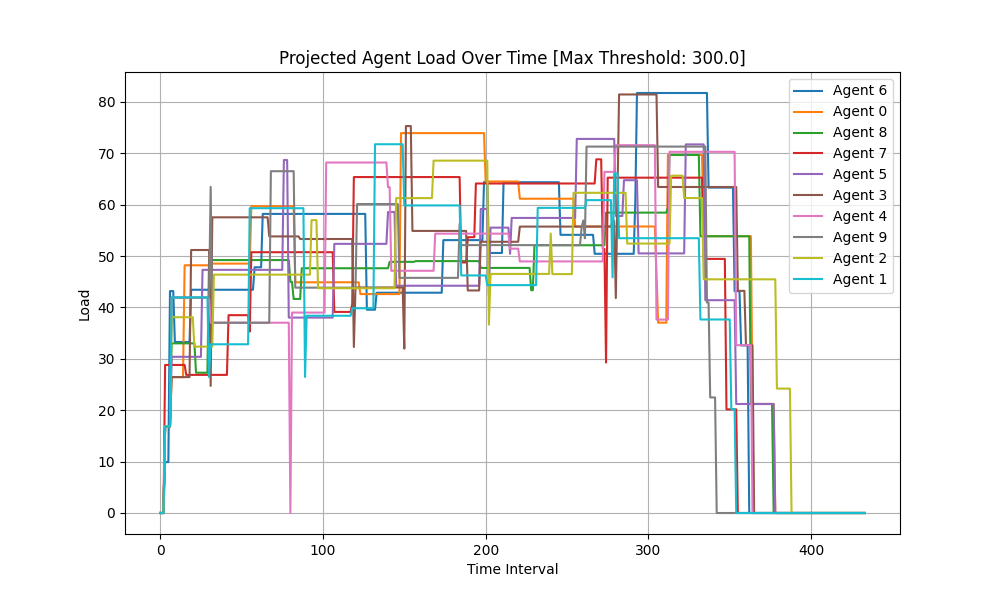 Projected Agent Load Over Time [Max Threshold: 300.0]
Load
80
70
60
50
40
30
20
10
0
0 100 200 300 400
Time Interval
Agent 6
Agent 0
Agent 8
Agent 7
Agent 5
Agent 3
Agent 4
Agent 9
Agent 2
Agent 1